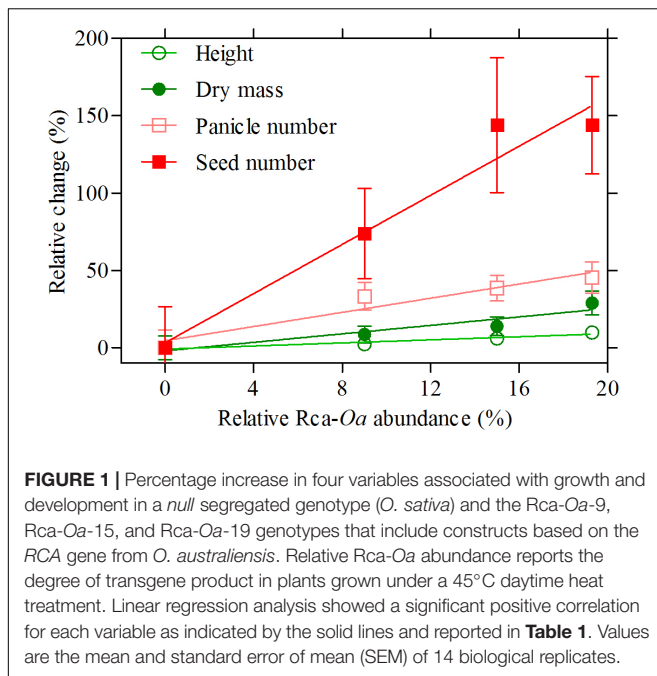 200
150
100
50
0
Relative change (%)
Height
Dry mass
Panicle number
Seed number
0 4 8 12 16 20
Relative Rca-Oa abundance (%)
FIGURE 1 | Percentage increase in four variables associated with growth and
development in a null segregated genotype (O. sativa) and the Rca-Oa-9,
Rca-Oa-15, and Rca-Oa-19 genotypes that include constructs based on the
RCA gene from O. australiensis. Relative Rca-Oa abundance reports the
degree of transgene product in plants grown under a 45°C daytime heat
treatment. Linear regression analysis showed a significant positive correlation
for each variable as indicated by the solid lines and reported in Table 1. Values
are the mean and standard error of mean (SEM) of 14 biological replicates.